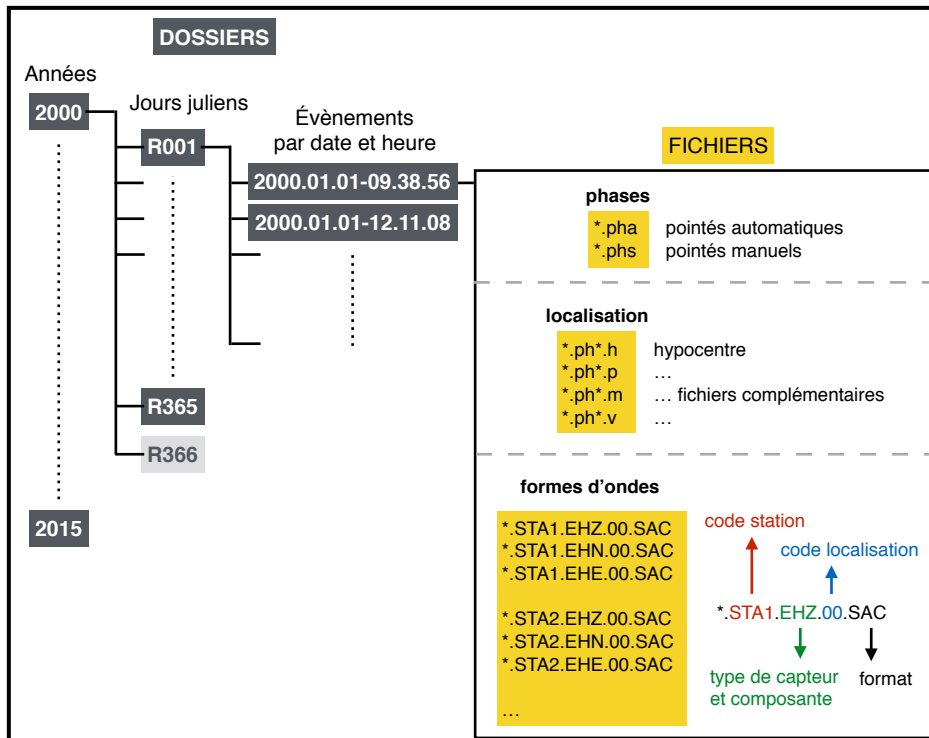 DOSSIERS
Années
2000
2015
Jours juliens
R001
R365
R366
Évènements
par date et heure
2000.01.01-09.38.56
2000.01.01-12.11.08
FICHIERS
phases
*.pha pointés automatiques
*.phs pointés manuels
localisation
*.ph*.h hypocentre
*.ph*.p ...
*.ph*.m ... fichiers complémentaires
*.ph*.v ...
formes d'ondes
*.STA1.EHZ.00.SAC
*.STA1.EHN.00.SAC
*.STA1.EHE.00.SAC
*.STA2.EHZ.00.SAC
*.STA2.EHN.00.SAC
*.STA2.EHE.00.SAC
...
code station
code localisation
*.STA1.EHZ.00.SAC
type de capteur
et composante
format